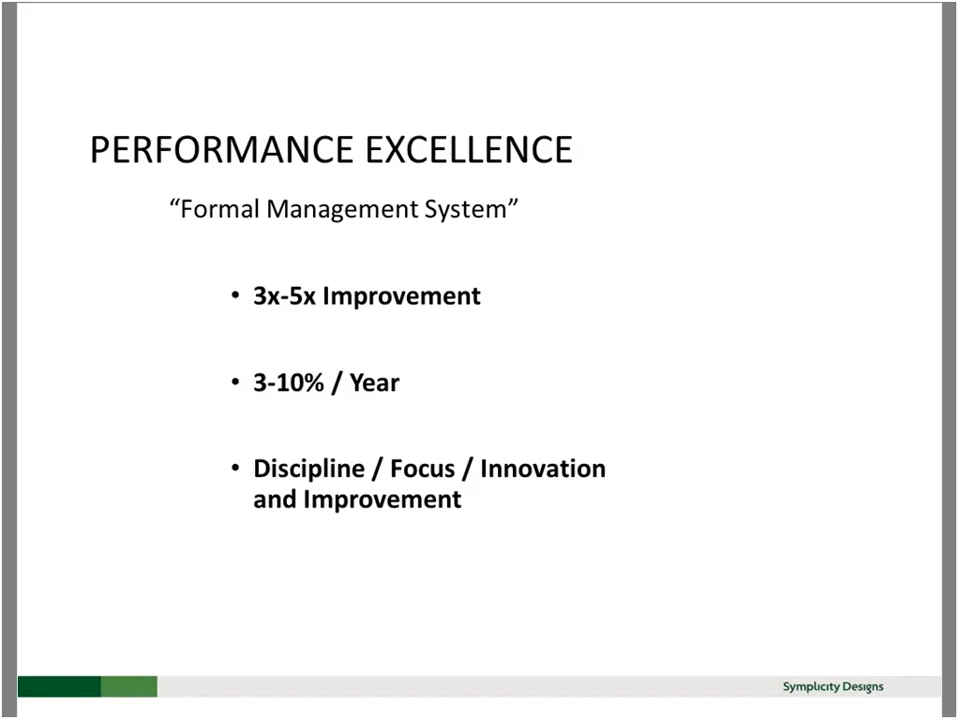 PERFORMANCE EXCELLENCE
“Formal Management System”
• 3x-5x Improvement
• 3-10% / Year
• Discipline / Focus / Innovation
and Improvement
Symplicity Designs